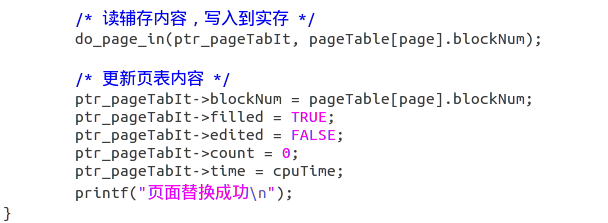 /* 读辅存内容，写入到实存 */
do_page_in(ptr_pageTabIt, pageTable[page].blockNum);
/* 更新页表内容 */
ptr_pageTabIt->blockNum = pageTable[page].blockNum;
ptr_pageTabIt->filled = TRUE;
ptr_pageTabIt->edited = FALSE;
ptr_pageTabIt->count = 0;
ptr_pageTabIt->time = cpuTime;
printf("页面替换成功\n");
}